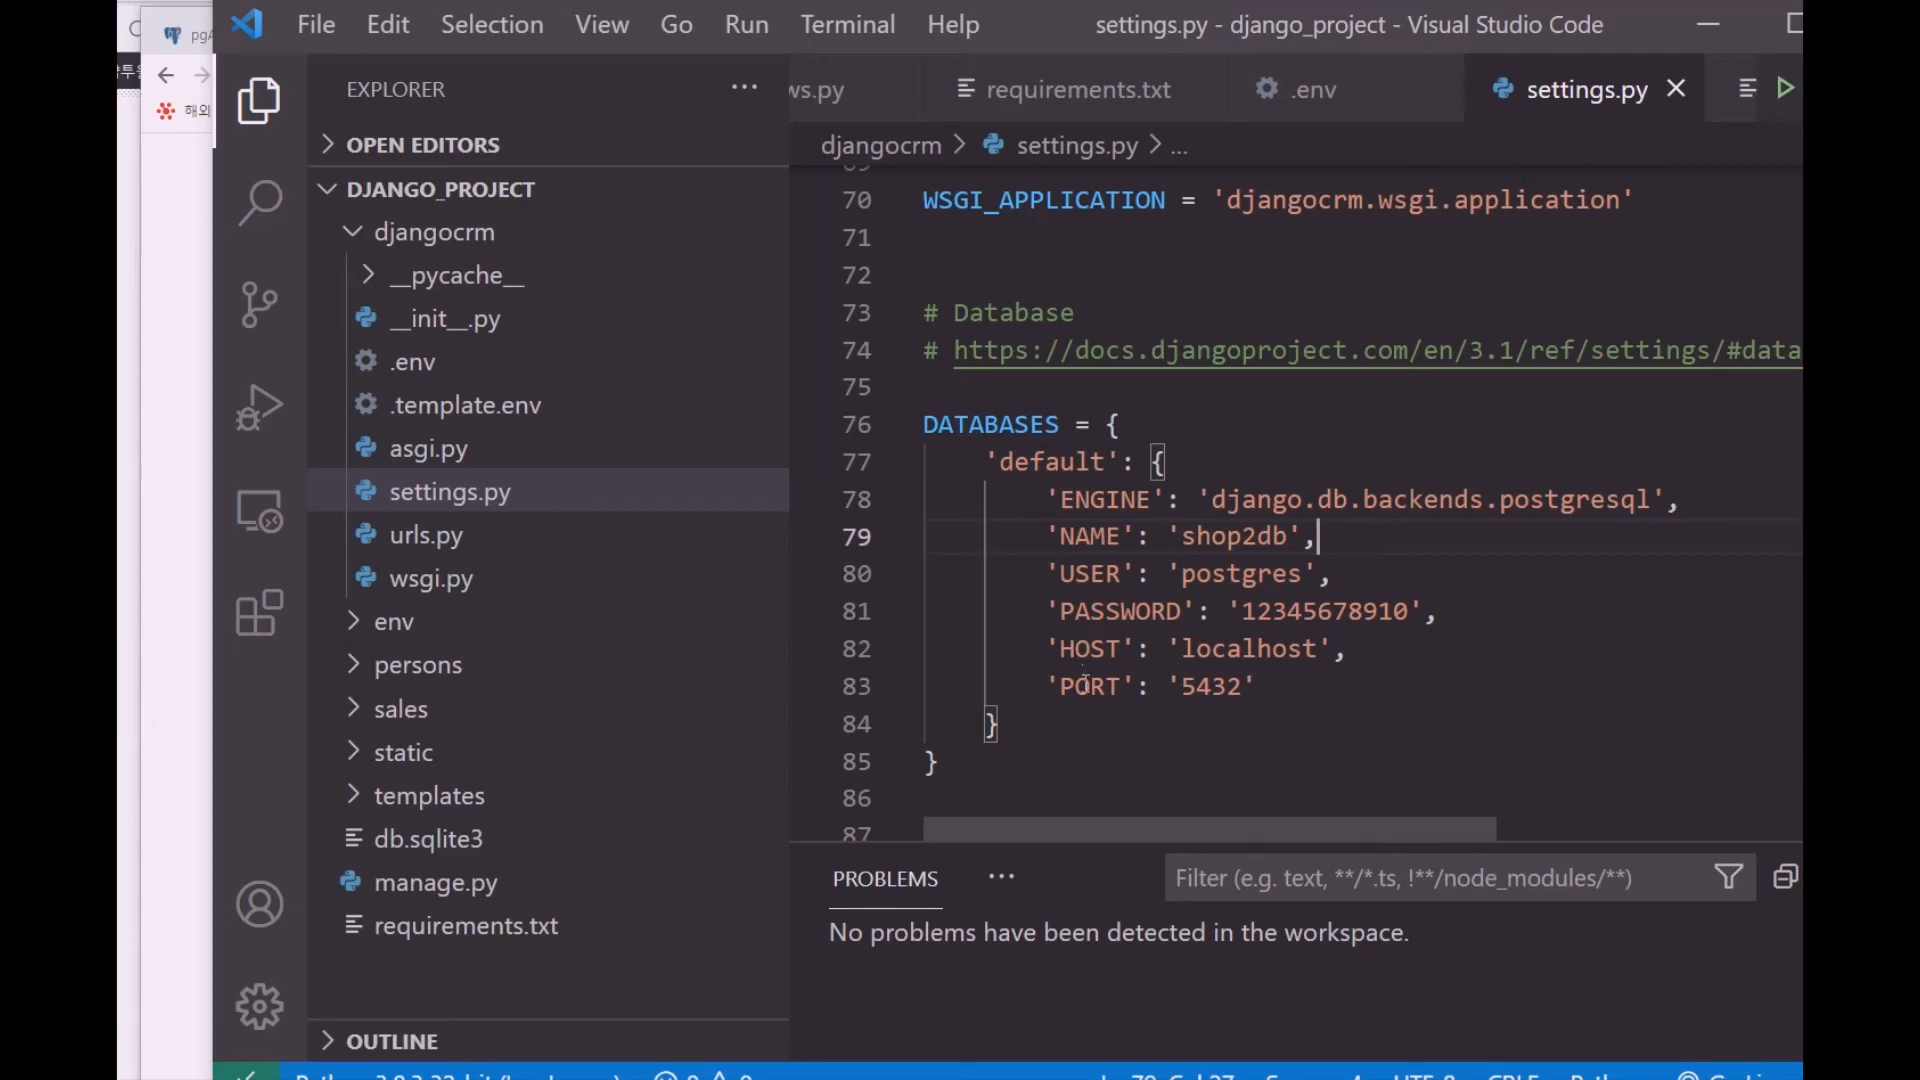 File Edit Selection View Go Run Terminal Help settings.py - django_project - Visual Studio Code
해외
EXPLORER
OPEN EDITORS
DJANGO_PROJECT
djangocrm
__pycache__
__init__.py
.env
.template.env
asgi.py
settings.py
urls.py
wsgi.py
env
persons
sales
static
templates
db.sqlite3
manage.py
requirements.txt
OUTLINE
ws.py requirements.txt .env settings.py
djangocrm > settings.py > ...
70 WSGI_APPLICATION = 'djangocrm.wsgi.application'
71
72
73 # Database
74 # https://docs.djangoproject.com/en/3.1/ref/settings/#data
75
76 DATABASES = {
77 'default': {
78 'ENGINE': 'django.db.backends.postgresql',
79 'NAME': 'shop2db',
80 'USER': 'postgres',
81 'PASSWORD': '12345678910',
82 'HOST': 'localhost',
83 'PORT': '5432'
84 }
85 }
86
87
PROBLEMS ... Filter (e.g. text, **/*.ts, !**/node_modules/**)
No problems have been detected in the workspace.